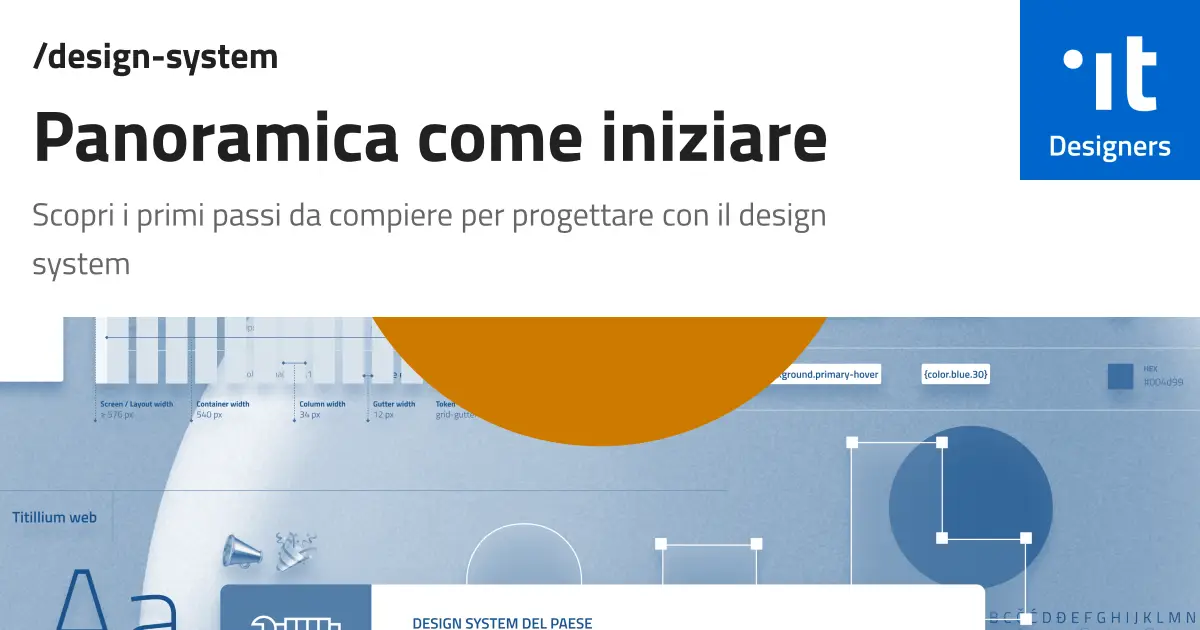 /design-system
Panoramica come iniziare
Scopri i primi passi da compiere per progettare con il design
system
it
Designers
ground.primary-hover
{color.blue.30}
HEX
#004d99
Screen / Layout width
≥ 576 px
Container width
540 px
Column width
34 px
Gutter width
12 px
Token
grid-gutter
Titillium web
Aa
DESIGN SYSTEM DEL PAESE
B C Č Ć D Đ E F G H I J K L M N